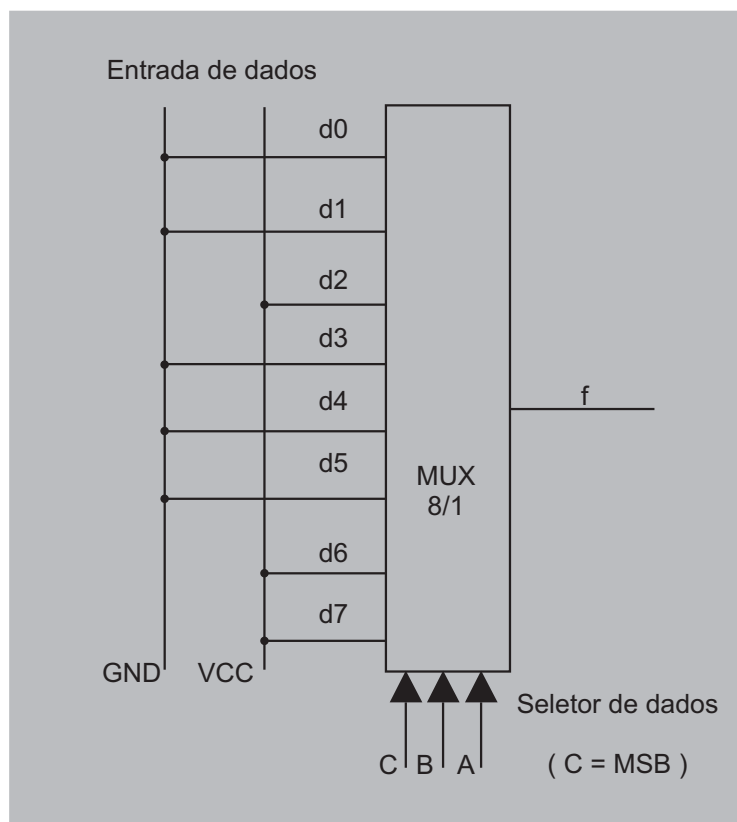 Entrada de dados
d0
d1
d2
d3
d4
f
d5
MUX
8/1
d6
d7
GND VCC
Seletor de dados
C B A ( C = MSB )